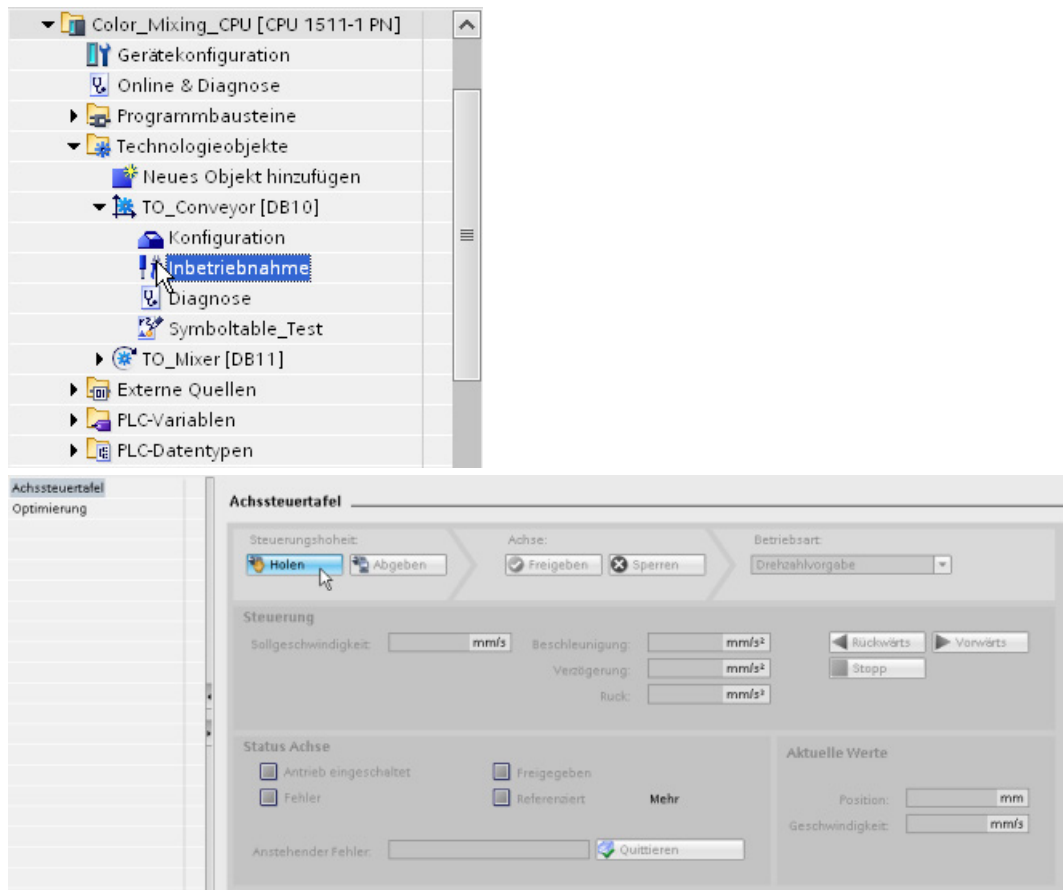 Color_Mixing_CPU [CPU 1511-1 PN]
Gerätekonfiguration
Online & Diagnose
Programmbausteine
Technologieobjekte
Neues Objekt hinzufügen
TO_Conveyor [DB10]
Konfiguration
Inbetriebnahme
Diagnose
Symboltable_Test
TO_Mixer [DB11]
Externe Quellen
PLC-Variablen
PLC-Datentypen
Achssteuertafel
Optimierung
Achssteuertafel
Steuerungshoheit: Achse: Betriebsart:
Holen Abgeben Freigeben Sperren Drehzahlvorgabe
Steuerung
Sollgeschwindigkeit: mm/s Beschleunigung: mm/s² Rückwärts Vorwärts
Verzögerung: mm/s² Stopp
Ruck: mm/s³
Status Achse
Aktuelle Werte
Antrieb eingeschaltet Freigegeben
Fehler Referenziert Mehr Position: mm
Geschwindigkeit: mm/s
Anstehender Fehler: Quittieren